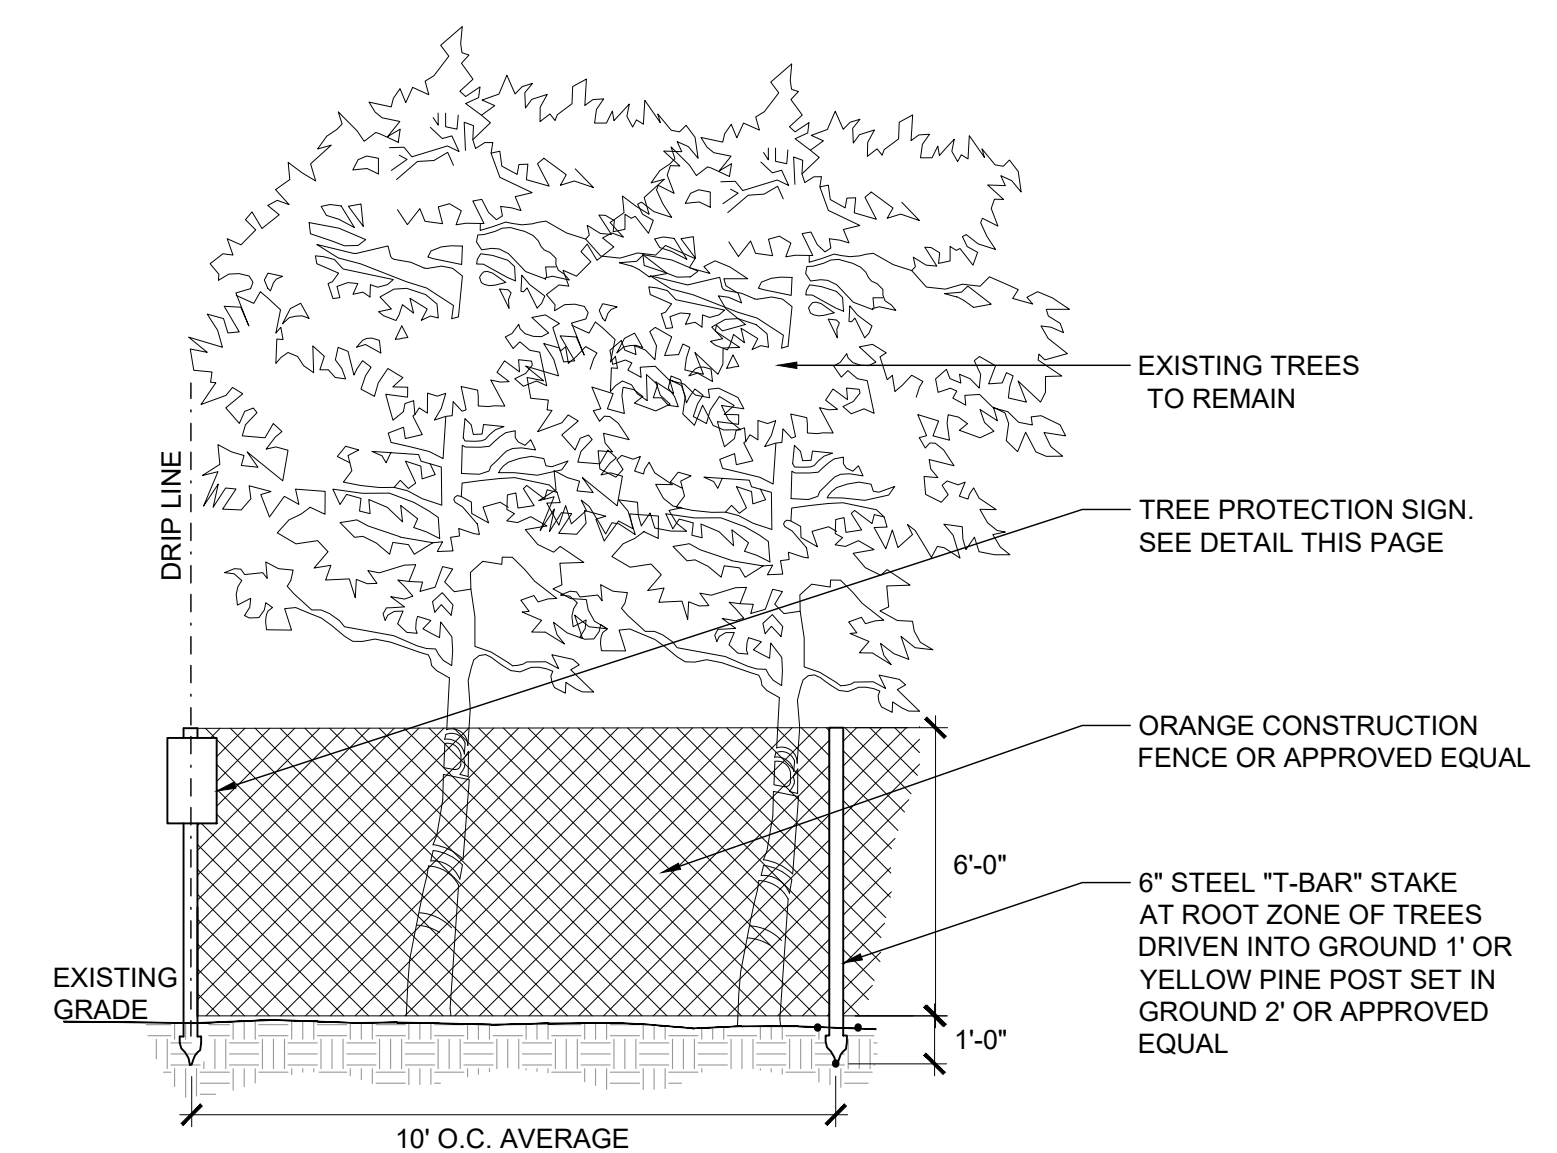 EXISTING TREES
TO REMAIN
DRIP LINE
TREE PROTECTION SIGN.
SEE DETAIL THIS PAGE
ORANGE CONSTRUCTION
FENCE OR APPROVED EQUAL
6'-0"
6" STEEL "T-BAR" STAKE
AT ROOT ZONE OF TREES
DRIVEN INTO GROUND 1' OR
YELLOW PINE POST SET IN
GROUND 2' OR APPROVED
EQUAL
EXISTING
GRADE
1'-0"
10' O.C. AVERAGE